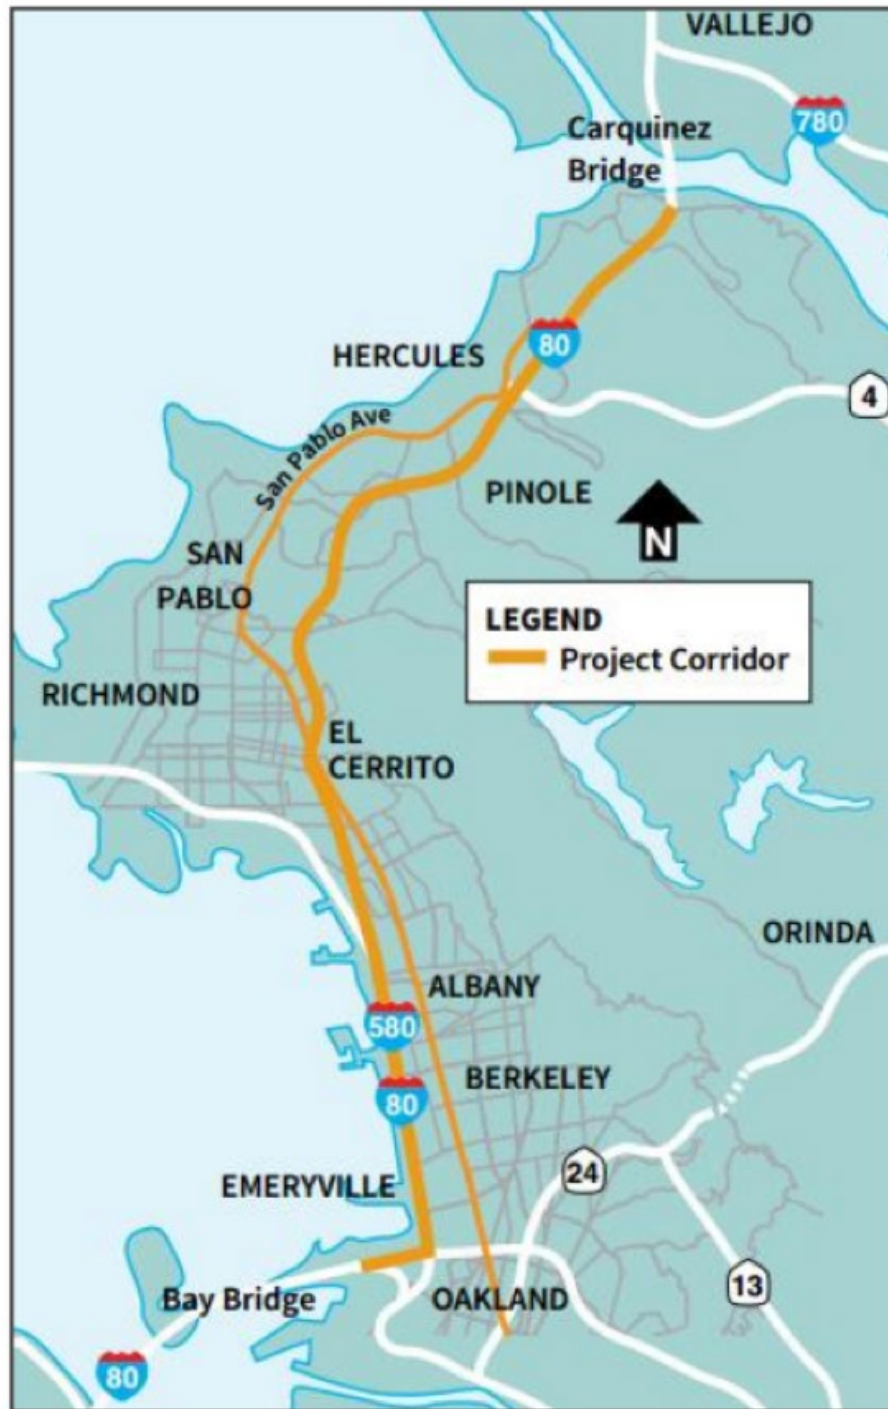 VALLEJO
780
Carquinez
Bridge
80
HERCULES
4
San Pablo Ave
PINOLE
N
SAN
PABLO
LEGEND
Project Corridor
RICHMOND
EL
CERRITO
ORINDA
ALBANY
580
BERKELEY
80
24
EMERYVILLE
13
Bay Bridge
OAKLAND
80